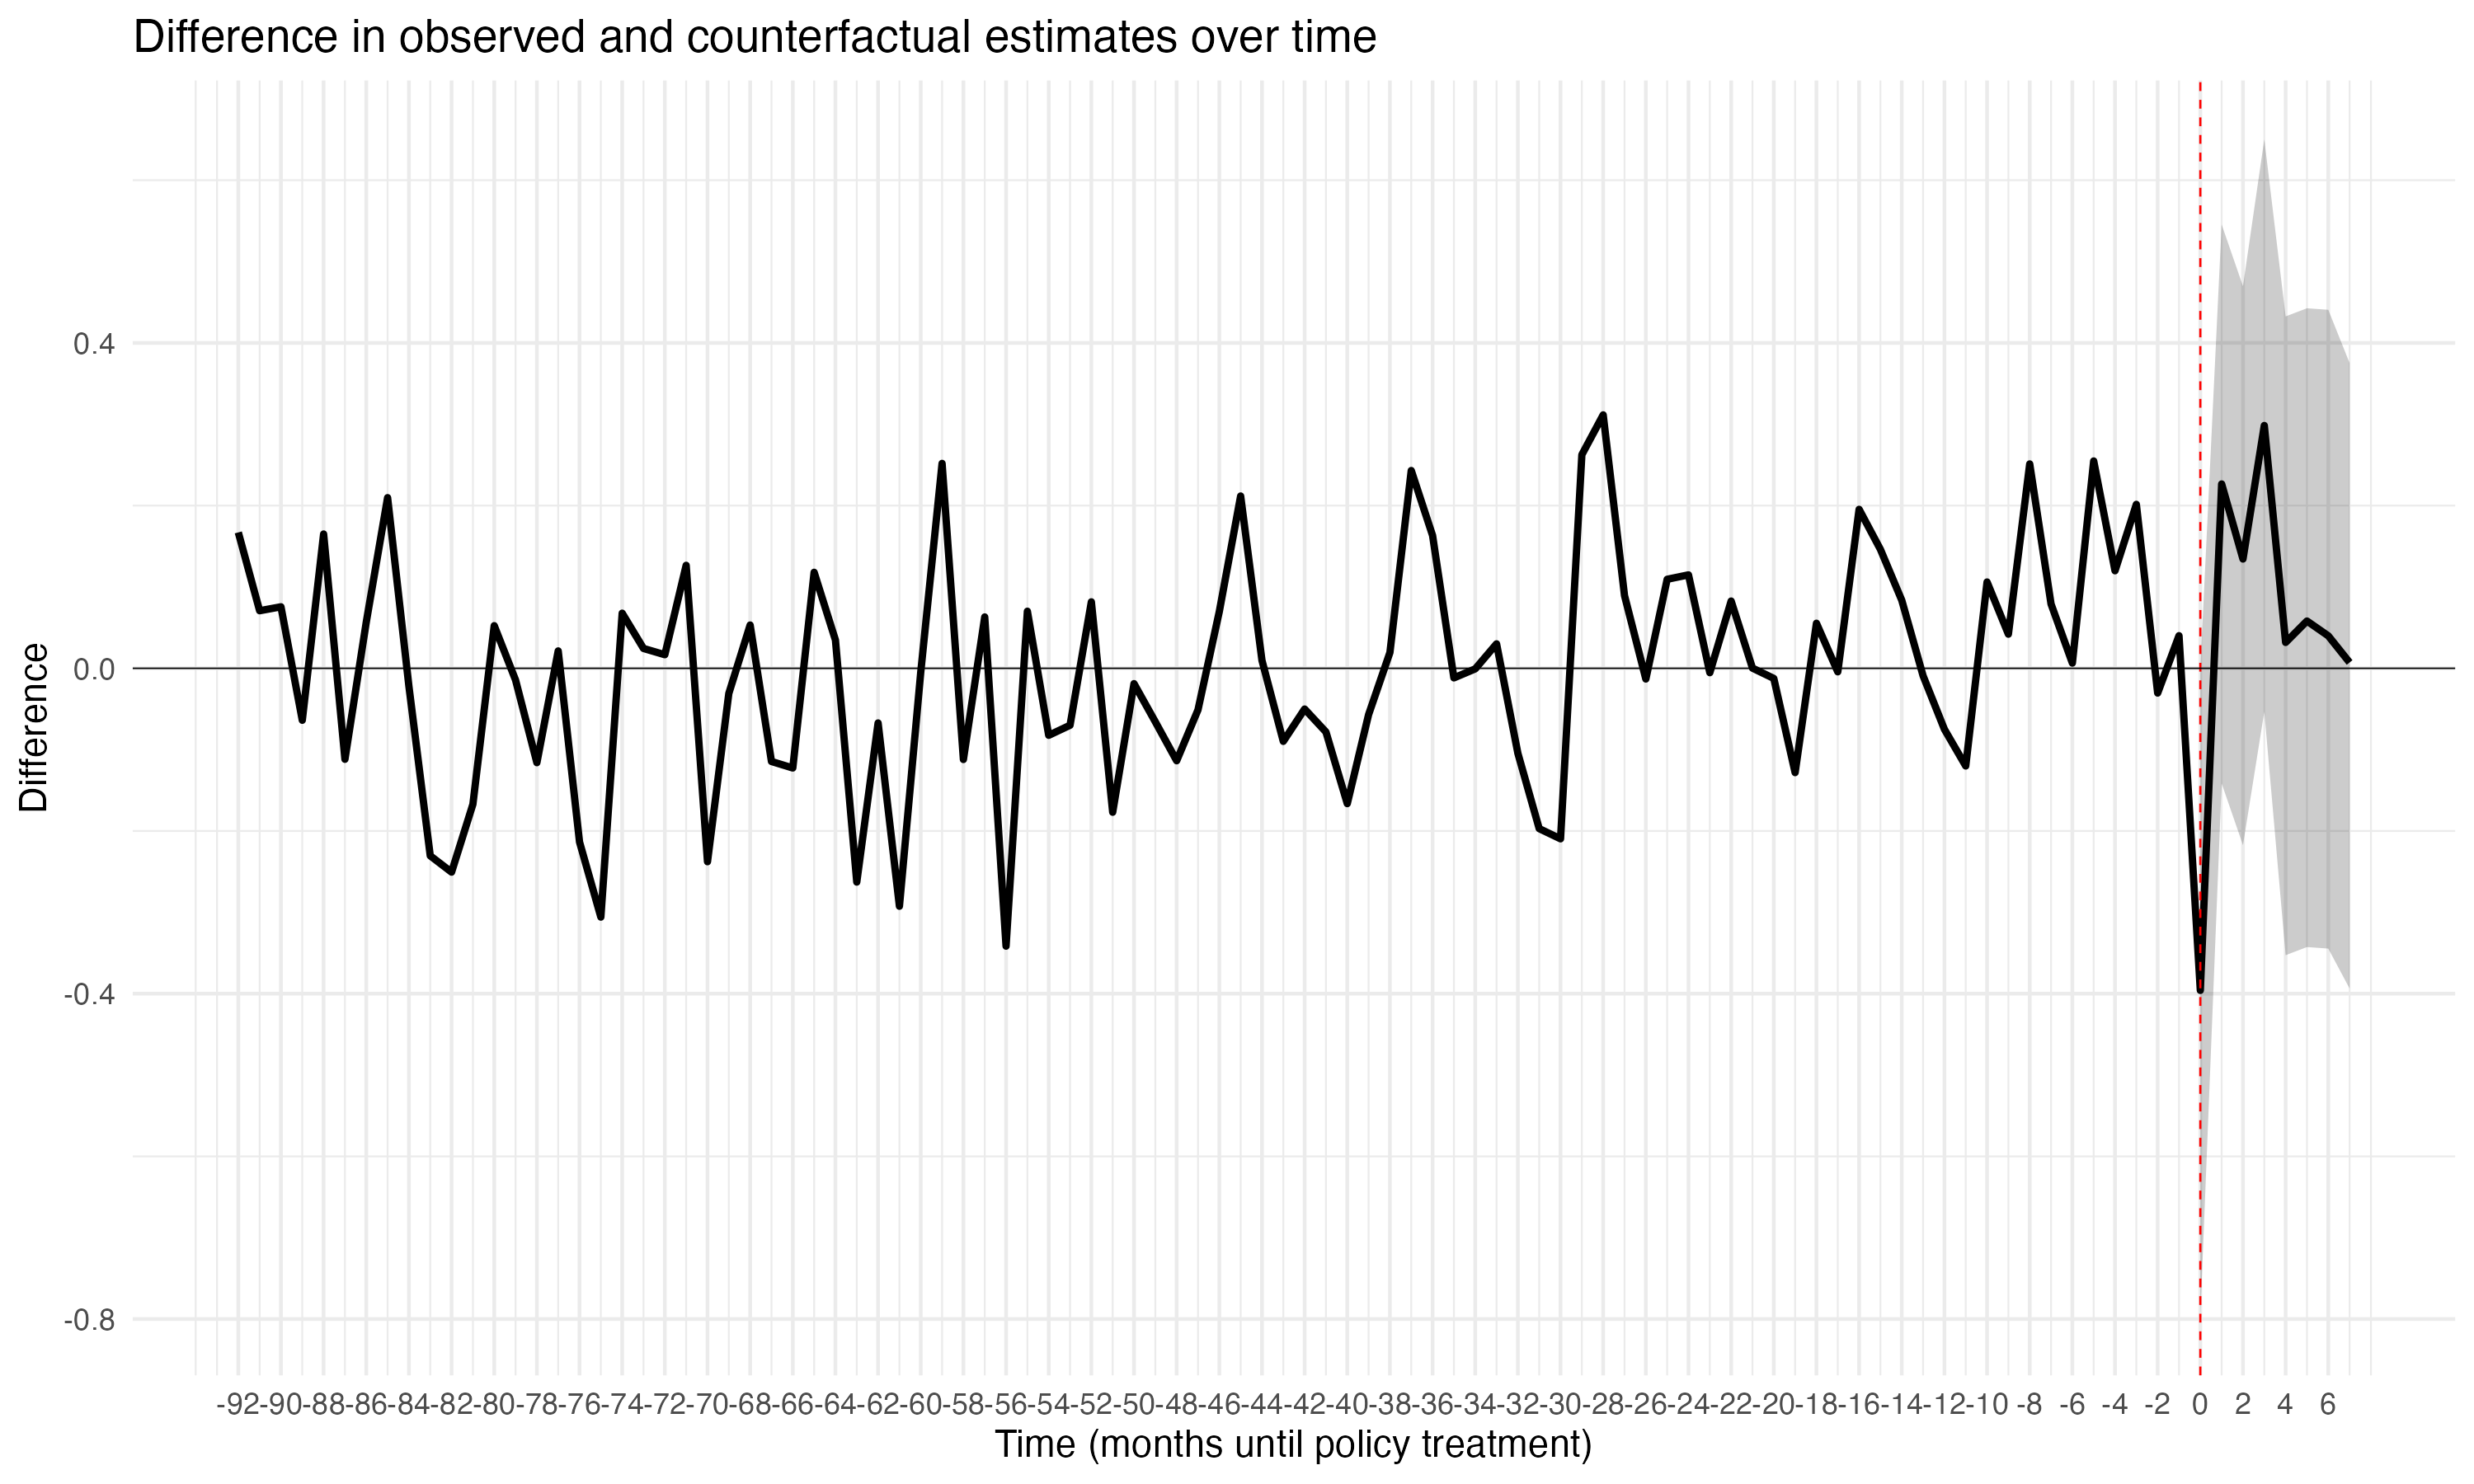 Difference in observed and counterfactual estimates over time
0.4
0.0
-0.4
-0.8
Difference
-92-90-88-86-84-82-80-78-76-74-72-70-68-66-64-62-60-58-56-54-52-50-48-46-44-42-40-38-36-34-32-30-28-26-24-22-20-18-16-14-12-10 -8 -6 -4 -2 0 2 4 6
Time (months until policy treatment)